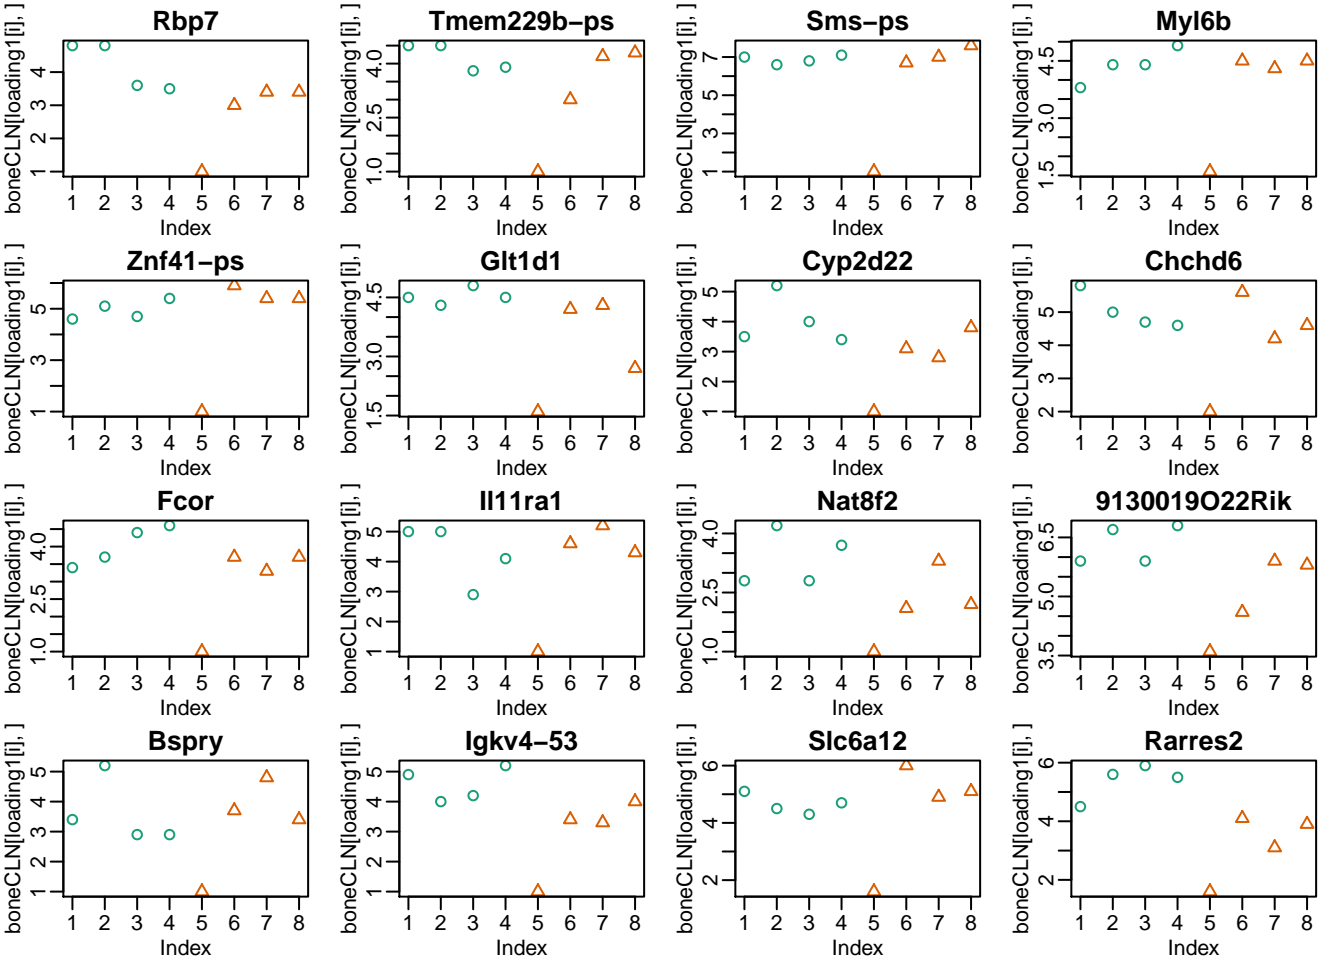 Rbp7
boneCLN[loading1[i], ]
1 2 3 4
1 2 3 4 5 6 7 8
Index
Tmem229b−ps
boneCLN[loading1[i], ]
1.0 2.5 4.0
1 2 3 4 5 6 7 8
Index
Sms−ps
boneCLN[loading1[i], ]
1 3 5 7
1 2 3 4 5 6 7 8
Index
Myl6b
boneCLN[loading1[i], ]
1.5 3.0 4.5
1 2 3 4 5 6 7 8
Index
Znf41−ps
boneCLN[loading1[i], ]
1 3 5
1 2 3 4 5 6 7 8
Index
Glt1d1
boneCLN[loading1[i], ]
1.5 3.0 4.5
1 2 3 4 5 6 7 8
Index
Cyp2d22
boneCLN[loading1[i], ]
1 2 3 4 5
1 2 3 4 5 6 7 8
Index
Chchd6
boneCLN[loading1[i], ]
2 3 4 5
1 2 3 4 5 6 7 8
Index
Fcor
boneCLN[loading1[i], ]
1.0 2.5 4.0
1 2 3 4 5 6 7 8
Index
Il11ra1
boneCLN[loading1[i], ]
1 2 3 4 5
1 2 3 4 5 6 7 8
Index
Nat8f2
boneCLN[loading1[i], ]
1.0 2.5 4.0
1 2 3 4 5 6 7 8
Index
9130019O22Rik
boneCLN[loading1[i], ]
3.5 5.0 6.5
1 2 3 4 5 6 7 8
Index
Bspry
boneCLN[loading1[i], ]
1 2 3 4 5
1 2 3 4 5 6 7 8
Index
Igkv4−53
boneCLN[loading1[i], ]
1 2 3 4 5
1 2 3 4 5 6 7 8
Index
Slc6a12
boneCLN[loading1[i], ]
2 4 6
1 2 3 4 5 6 7 8
Index
Rarres2
boneCLN[loading1[i], ]
2 4 6
1 2 3 4 5 6 7 8
Index